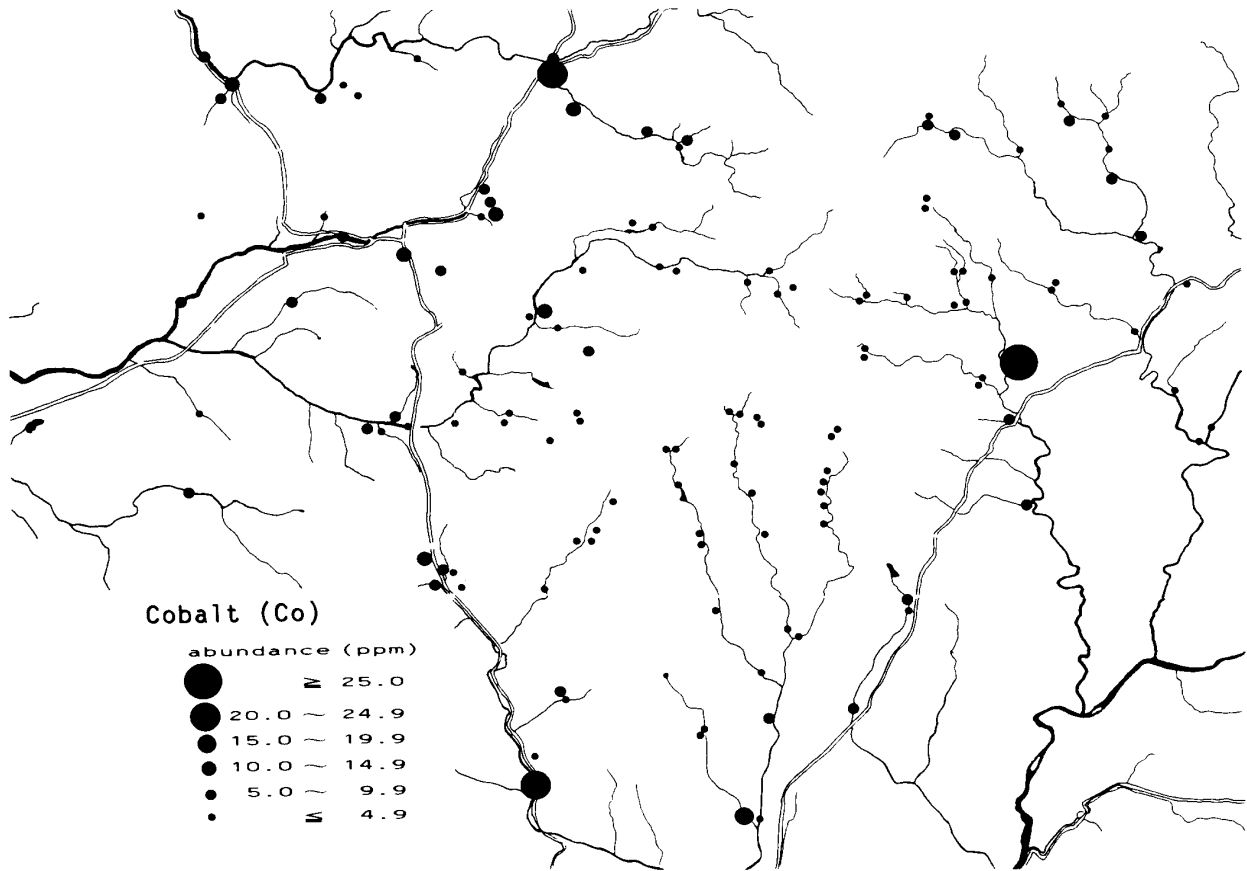 Cobalt (Co)
abundance (ppm)
≧ 25.0
20.0 ~ 24.9
15.0 ~ 19.9
10.0 ~ 14.9
5.0 ~ 9.9
≦ 4.9